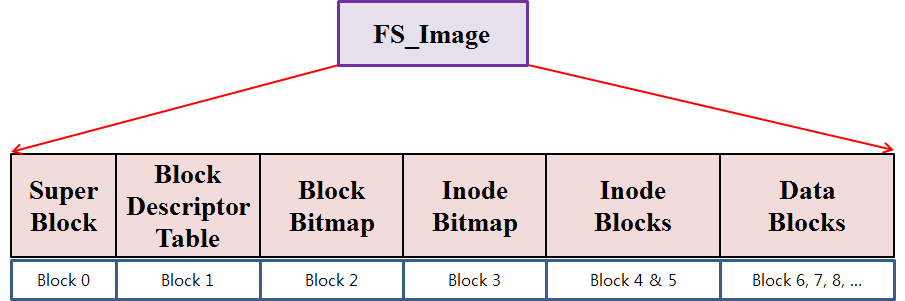 FS_Image
Super
Block
Block
Descriptor
Table
Block
Bitmap
Inode
Bitmap
Inode
Blocks
Data
Blocks
Block 0
Block 1
Block 2
Block 3
Block 4 & 5
Block 6, 7, 8, ...